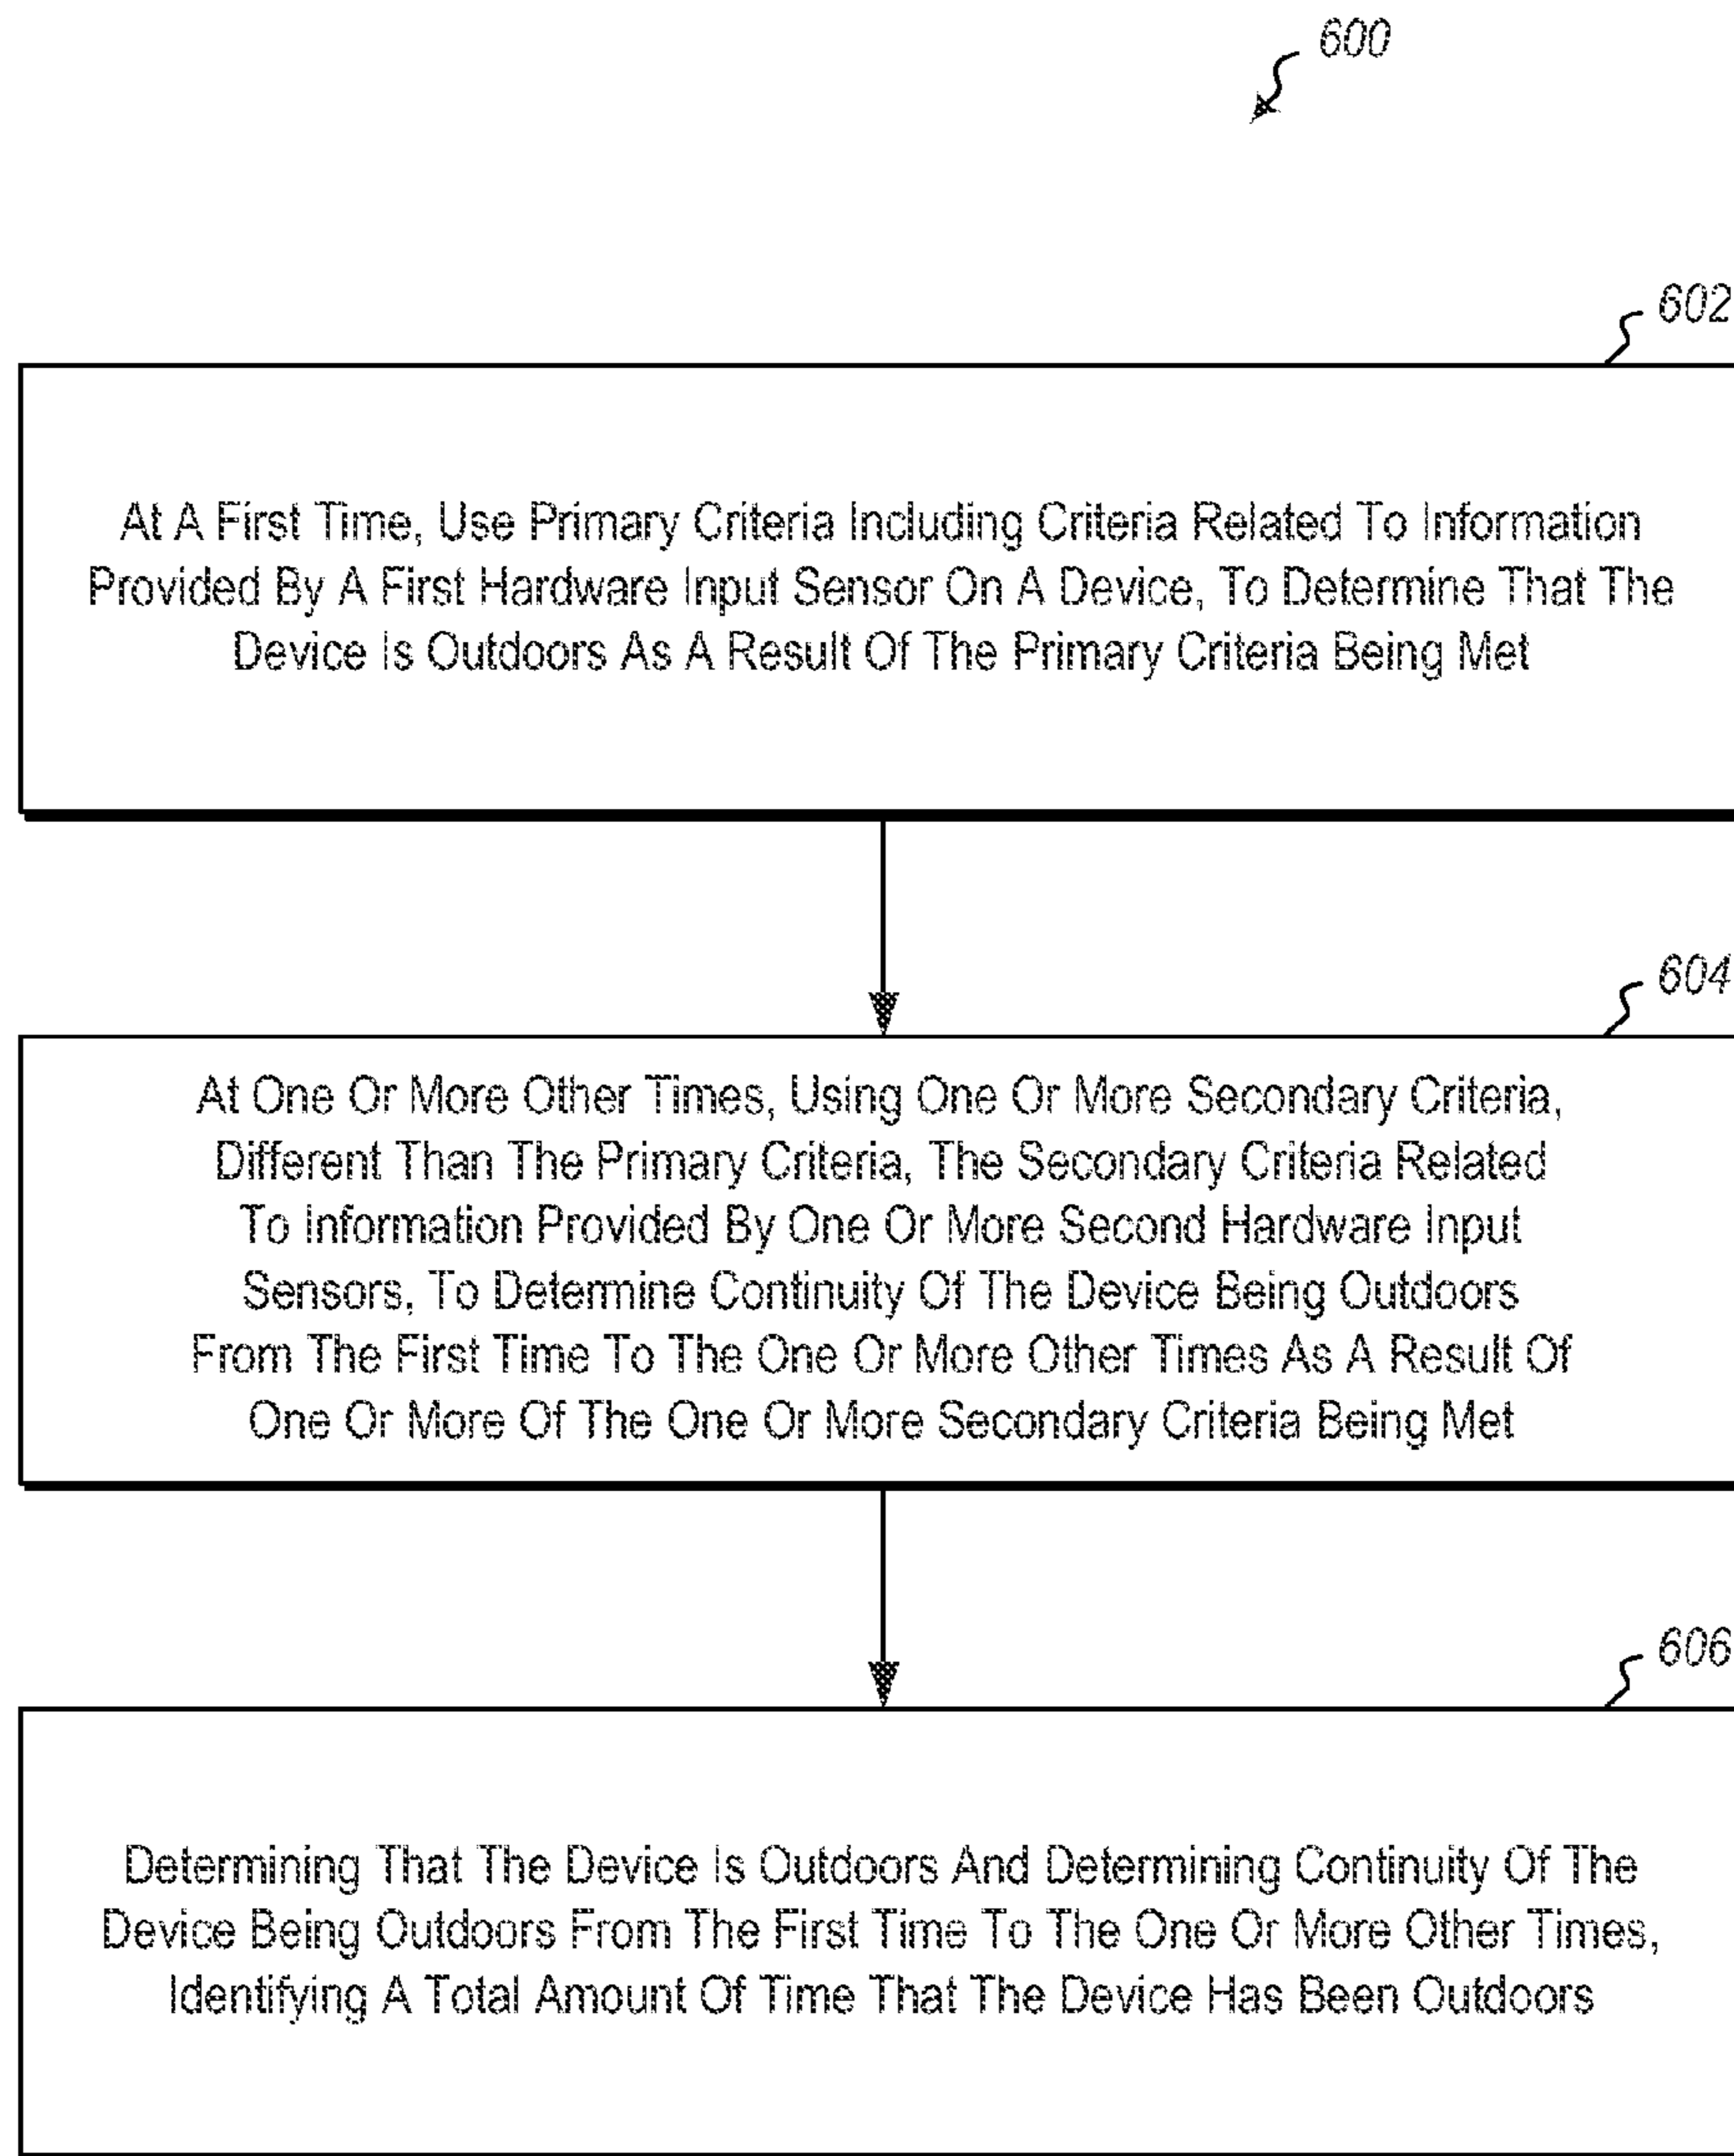 600
602
At A First Time, Use Primary Criteria Including Criteria Related To Information
Provided By A First Hardware Input Sensor On A Device, To Determine That The
Device Is Outdoors As A Result Of The Primary Criteria Being Met
604
At One Or More Other Times, Using One Or More Secondary Criteria,
Different Than The Primary Criteria, The Secondary Criteria Related
To Information Provided By One Or More Second Hardware Input
Sensors, To Determine Continuity Of The Device Being Outdoors
From The First Time To The One Or More Other Times As A Result Of
One Or More Of The One Or More Secondary Criteria Being Met
606
Determining That The Device Is Outdoors And Determining Continuity Of The
Device Being Outdoors From The First Time To The One Or More Other Times,
Identifying A Total Amount Of Time That The Device Has Been Outdoors